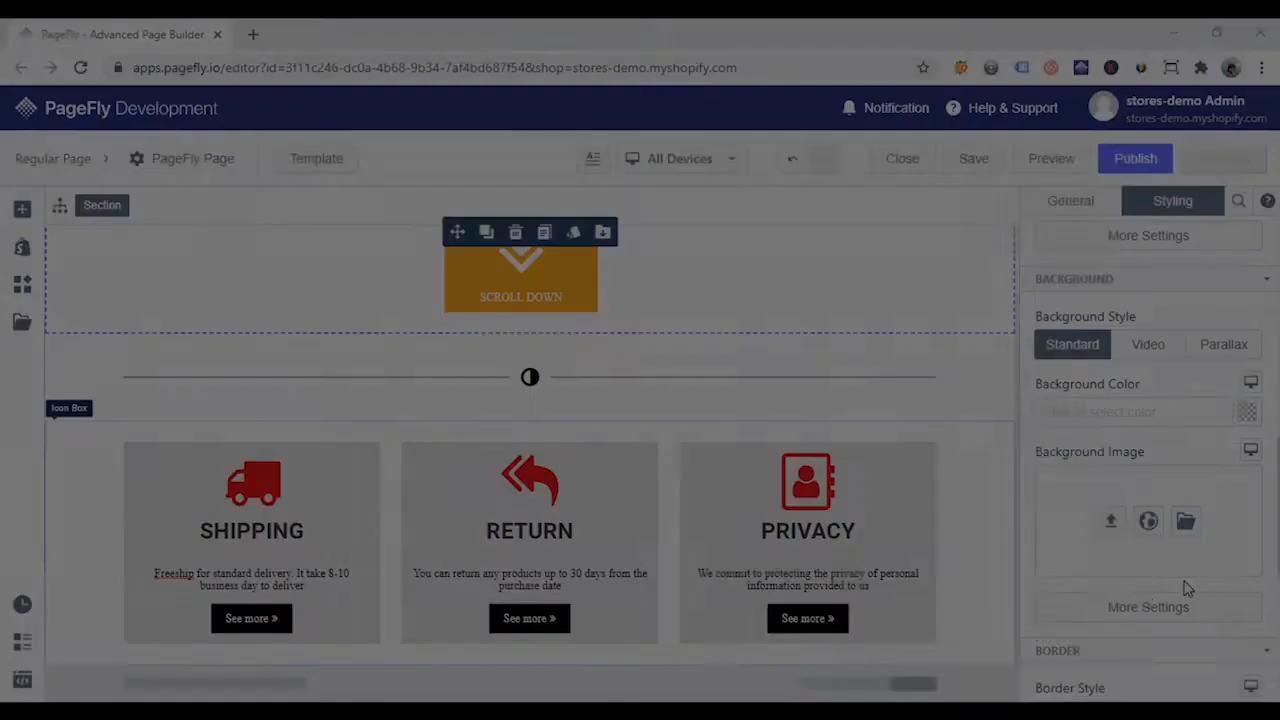 PageFly - Advanced Page Builder
apps.pagefly.io/editor?id=3f11c246-dc0a-4b68-9b34-7af4bd687f54&shop=stores-demo.myshopify.com
PageFly Development
Notification
Help & Support
stores-demo Admin
stores-demo.myshopify.com
Regular Page
PageFly Page
Template
All Devices
Close
Save
Preview
Publish
Section
General
Styling
More Settings
SCROLL DOWN
BACKGROUND
Background Style
Standard
Video
Parallax
Background Color
Background Image
Icon Box
SHIPPING
Freeship for standard delivery. It take 8-10
business day to deliver
See more »
RETURN
You can return any products up to 30 days from the
purchase date
See more »
PRIVACY
We commit to protecting the privacy of personal
information provided to us
See more »
More Settings
BORDER
Border Style